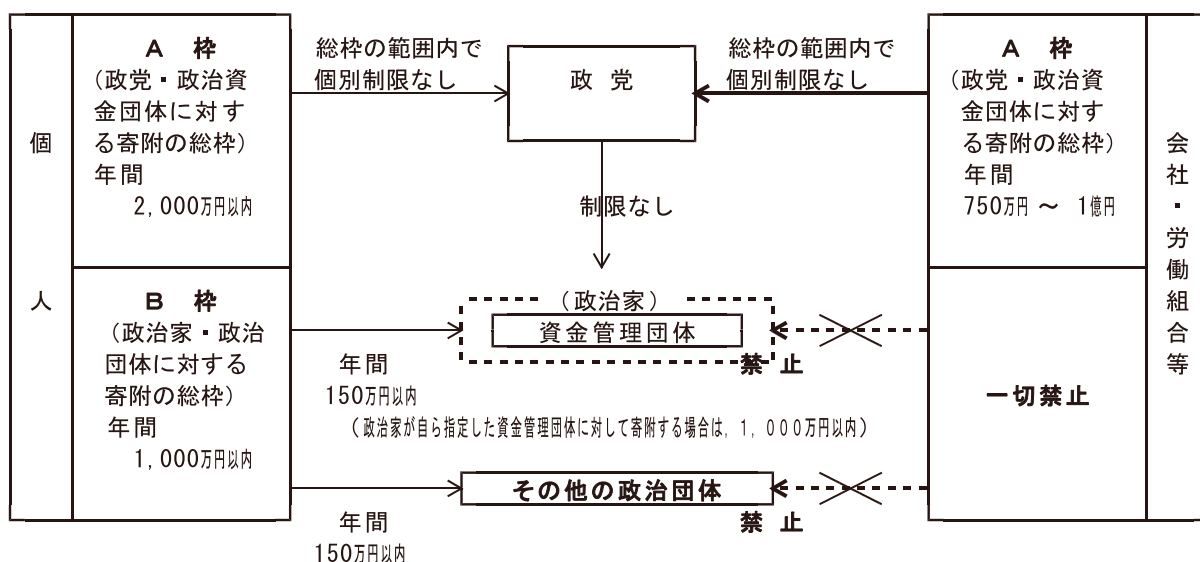 個人
A 枠
(政党・政治資
金団体に対す
る寄附の総枠)
年間
2,000万円以内
B 枠
(政治家・政治
団体に対する
寄附の総枠)
年間
1,000万円以内
総枠の範囲内で
個別制限なし
政党
総枠の範囲内で
個別制限なし
制限なし
(政治家)
資金管理団体
禁止
年間
150万円以内
(政治家が自ら指定した資金管理団体に対して寄附する場合は,1,000万円以内)
その他の政治団体
禁止
年間
150万円以内
A 枠
(政党・政治資
金団体に対す
る寄附の総枠)
年間
750万円 ~ 1億円
一切禁止
会社・労働組合等